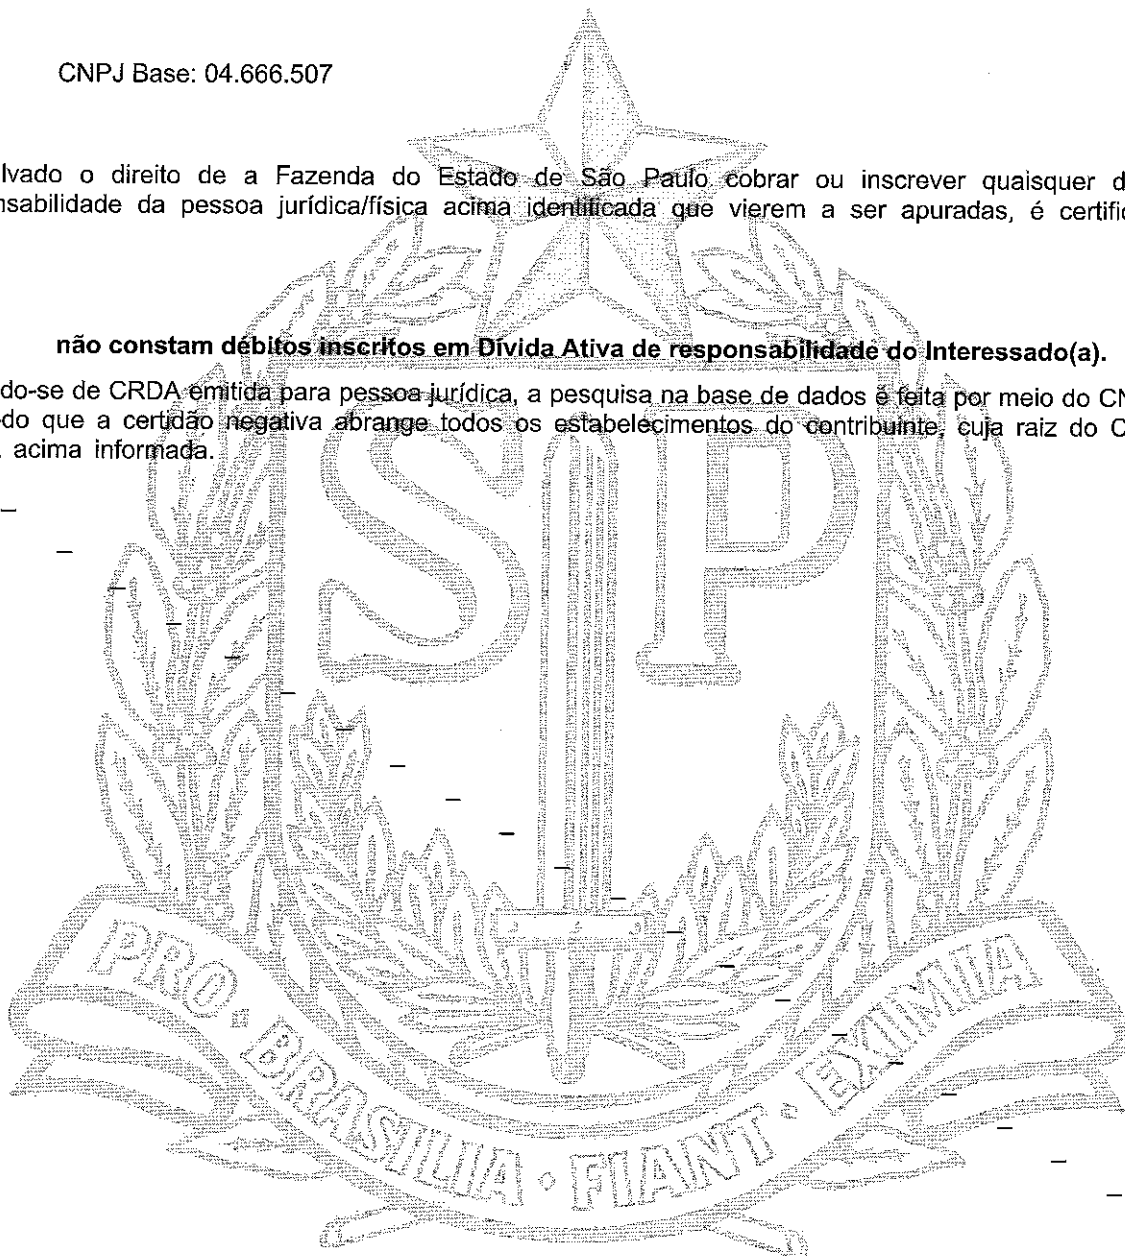 CNPJ Base: 04.666.507
lvado o direito de a Fazenda do Estado de São Paulo cobrar ou inscrever quaisquer d
nsabilidade da pessoa jurídica/física acima identificada que vierem a ser apuradas, é certific
não constam débitos inscritos em Dívida Ativa de responsabilidade do Interessado(a).
do-se de CRDA emitida para pessoa jurídica, a pesquisa na base de dados é feita por meio do CN
do que a certidão negativa abrange todos os estabelecimentos do contribuinte, cuja raiz do C
acima informada.
SP
PRO·BRASILIA·FIANT·EXIMIA